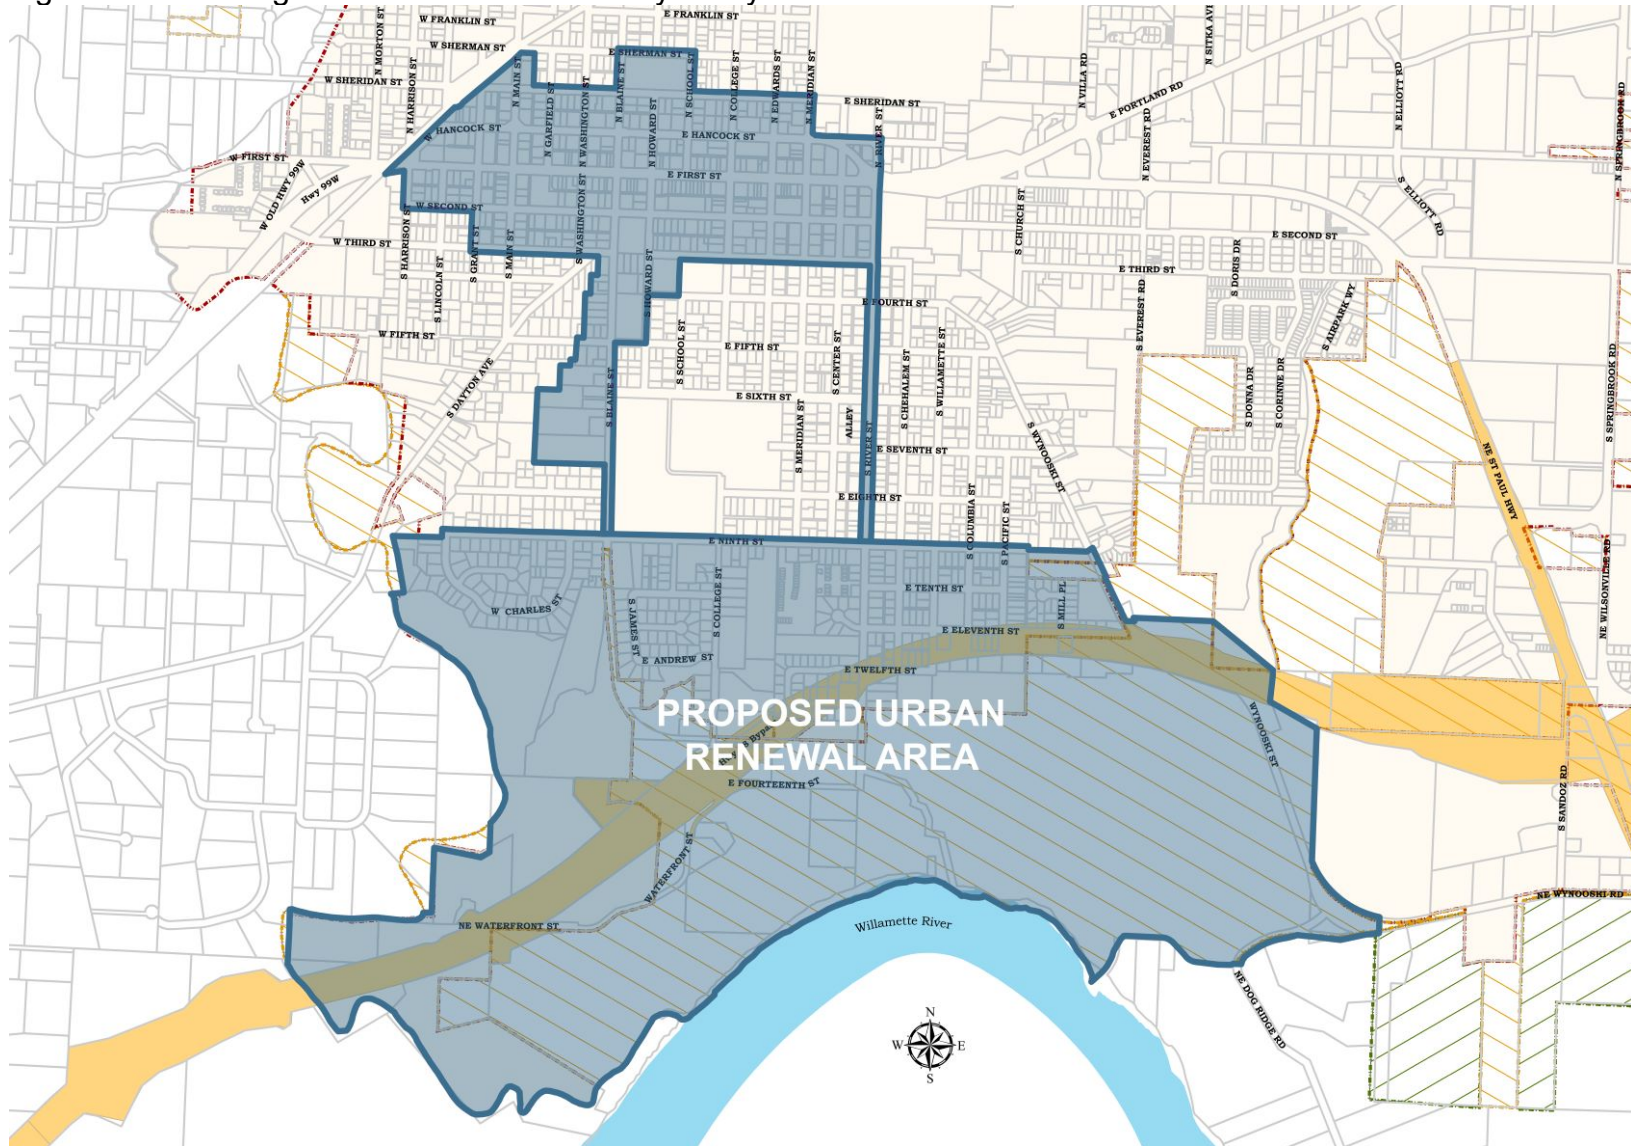 E FRANKLIN ST
W FRANKLIN ST
N MORTON ST
W SHERMAN ST
E SHERMAN ST
N SITKA AVE
W SHERIDAN ST
N HARRISON ST
N MAIN ST
N GARFIELD ST
N WASHINGTON ST
N BLAINE ST
N HOWARD ST
N SCHOOL ST
N COLLEGE ST
N EDWARDS ST
N MERIDIAN ST
E SHERIDAN ST
N VILLA RD
E PORTLAND RD
N ELLIOTT RD
N SPRINGBROOK RD
W HANCOCK ST
E HANCOCK ST
N RIVER ST
N EVEREST RD
W FIRST ST
E FIRST ST
W OLD HWY 99W
Hwy 99W
W SECOND ST
S WASHINGTON ST
S CHURCH ST
S ELLIOTT RD
E SECOND ST
W THIRD ST
S HARRISON ST
S LINCOLN ST
S GRANT ST
S MAIN ST
S HOWARD ST
E THIRD ST
S DORIS DR
E FOURTH ST
S AIRPARK WY
W FIFTH ST
E FIFTH ST
S SCHOOL ST
S CENTER ST
S CHEHALEM ST
S WILLAMETTE ST
S EVEREST RD
S DAYTON AVE
S BLAINE ST
E SIXTH ST
S MERIDIAN ST
ALLEY
S RIVER ST
E SEVENTH ST
S WYNOOSKI ST
S DONNA DR
S CORINNE DR
S SPRINGBROOK RD
NE ST PAUL HWY
E EIGHTH ST
S COLUMBIA ST
S PACIFIC ST
E NINTH ST
NE WILSONVILLE RD
E TENTH ST
W CHARLES ST
S JAMES ST
S COLLEGE ST
S MILL PL
E ELEVENTH ST
E ANDREW ST
E TWELFTH ST
PROPOSED URBAN
RENEWAL AREA
WYNOOSKI ST
E FOURTEENTH ST
S SANDOZ RD
WATERFRONT ST
NE WYNOOSKI RD
NE WATERFRONT ST
Willamette River
NE DOG RIDGE RD
N
W E
S